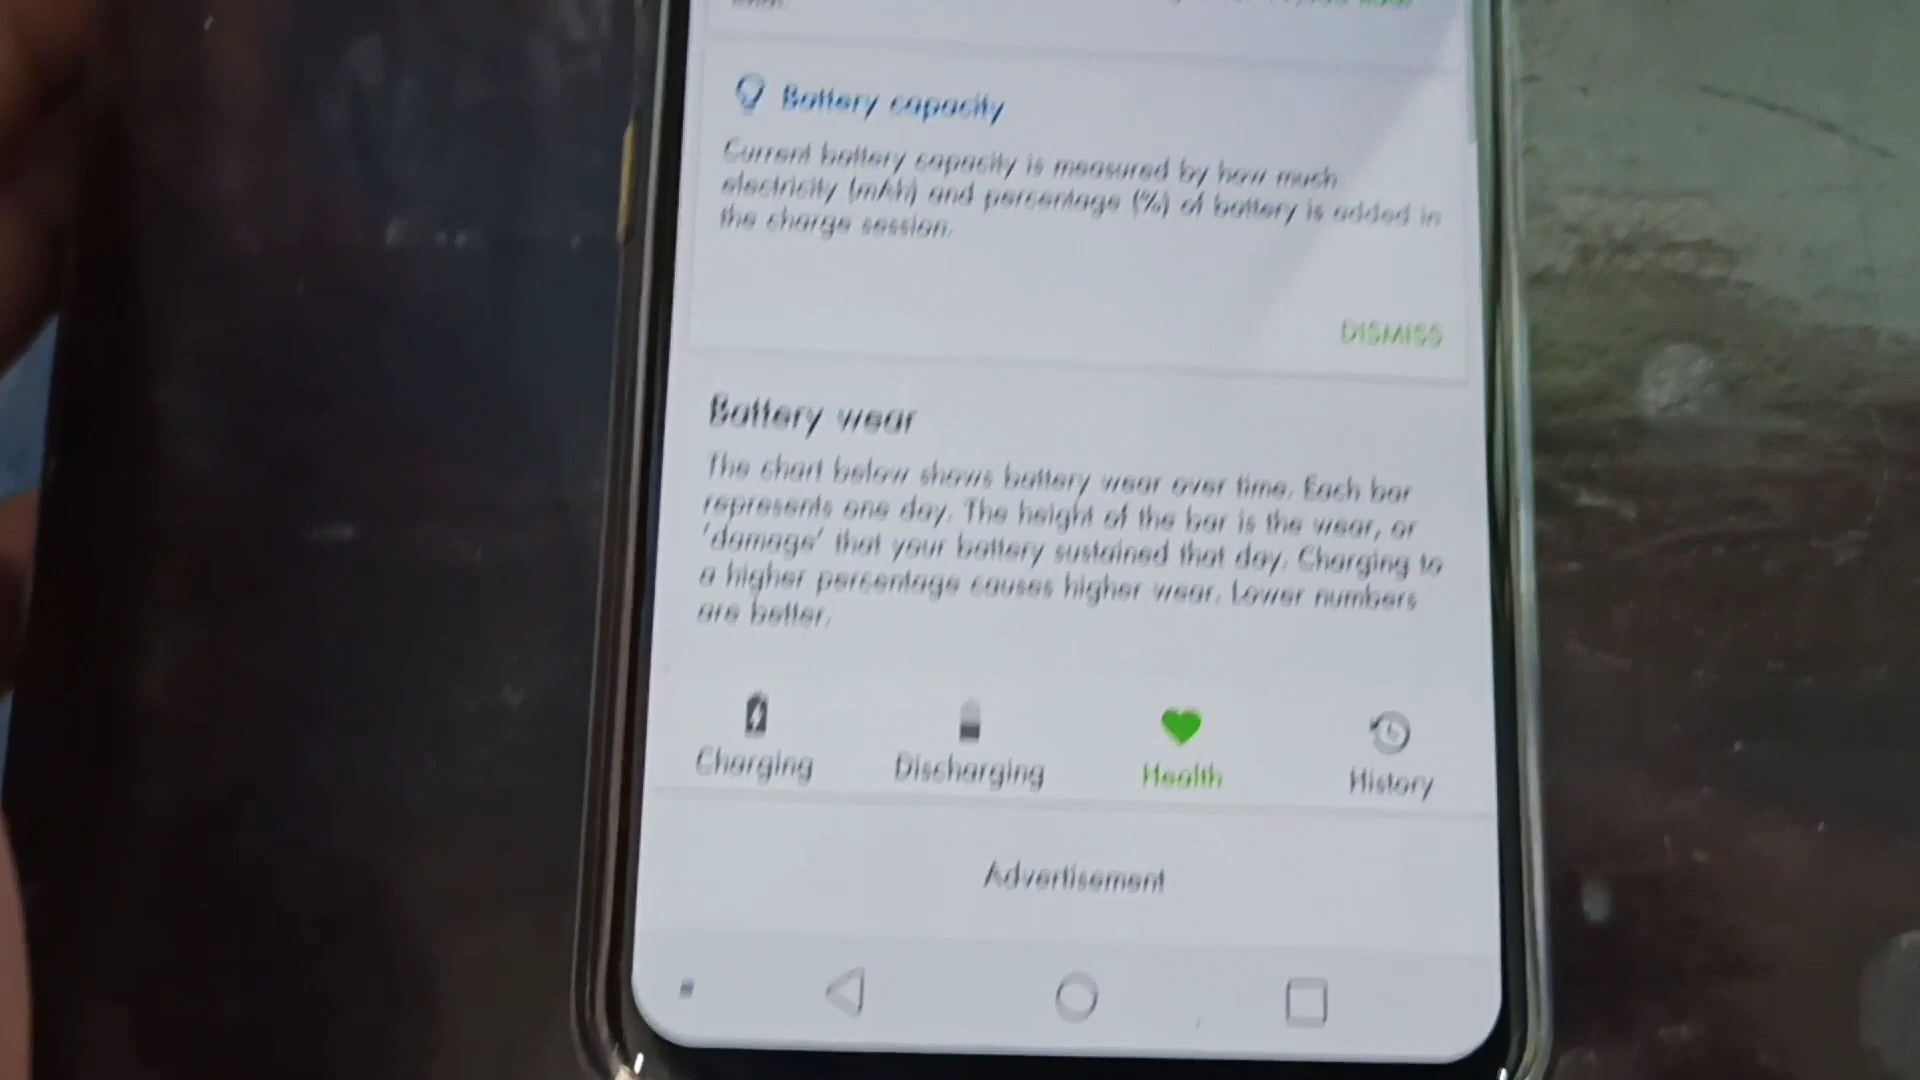 Battery capacity
Current battery capacity is measured by how much
electricity (mAh) and percentage (%) of battery is added in
the charge session.
DISMISS
Battery wear
The chart below shows battery wear over time. Each bar
represents one day. The height of the bar is the wear, or
'damage' that your battery sustained that day. Charging to
a higher percentage causes higher wear. Lower numbers
are better.
Charging Discharging Health History
Advertisement